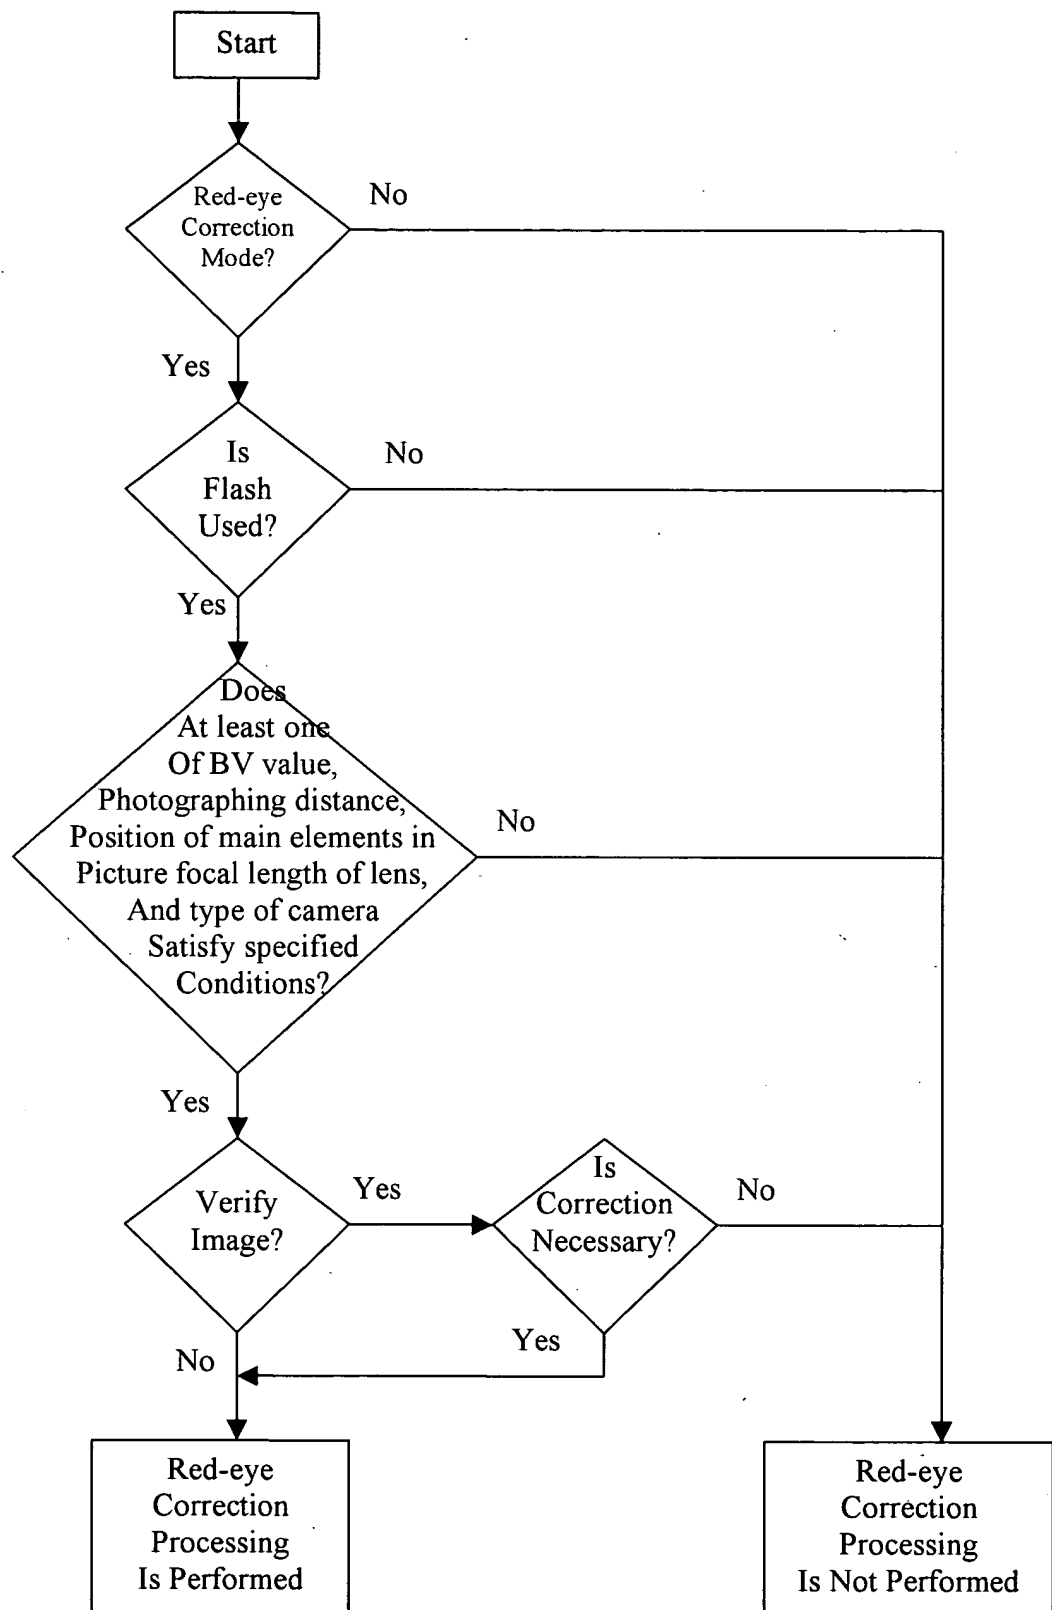 Start
Red-eye
Correction
Mode?
No
Yes
Is
Flash
Used?
No
Yes
Does
At least one
Of BV value,
Photographing distance,
Position of main elements in
Picture focal length of lens,
And type of camera
Satisfy specified
Conditions?
No
Yes
Verify
Image?
Yes
Is
Correction
Necessary?
No
Yes
No
Red-eye
Correction
Processing
Is Performed
Red-eye
Correction
Processing
Is Not Performed